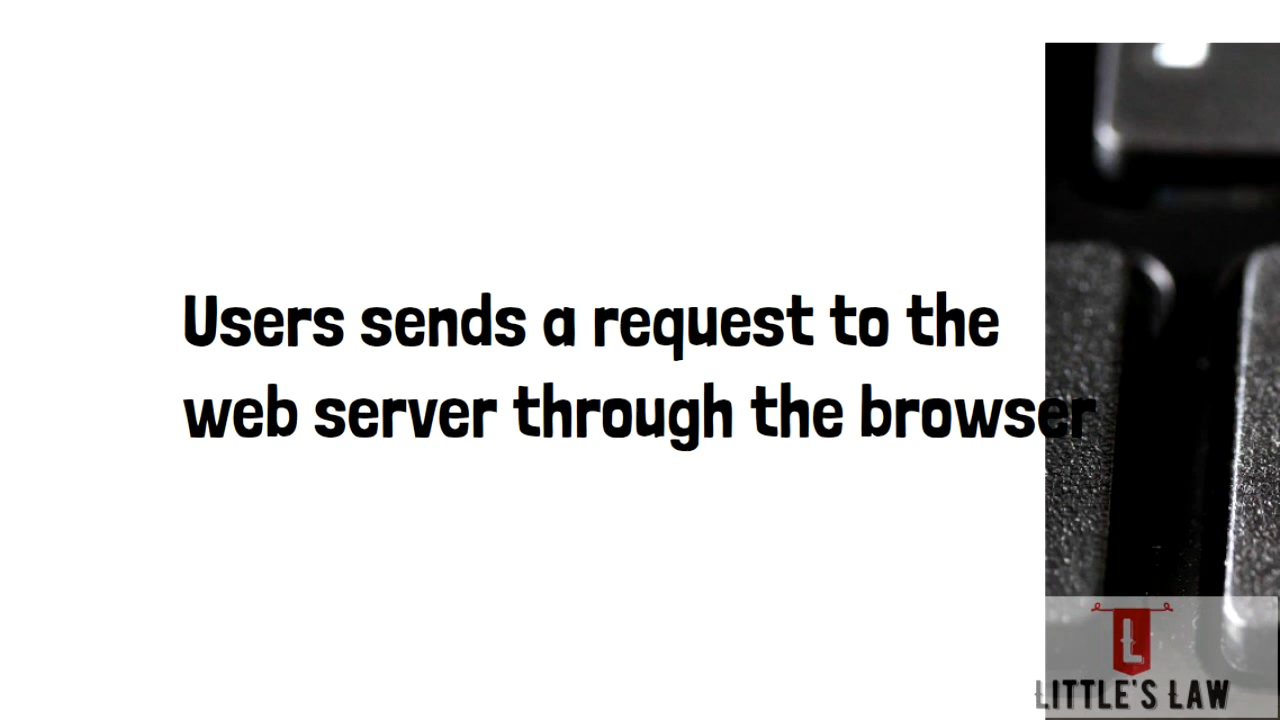 Users sends a request to the
web server through the browser
L
LITTLE'S LAW